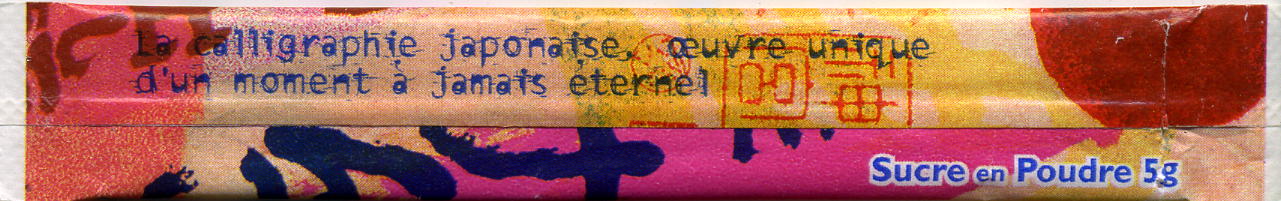 La calligraphie japonaise, œuvre unique
d'un moment à jamais éternel
Sucre en Poudre 5g